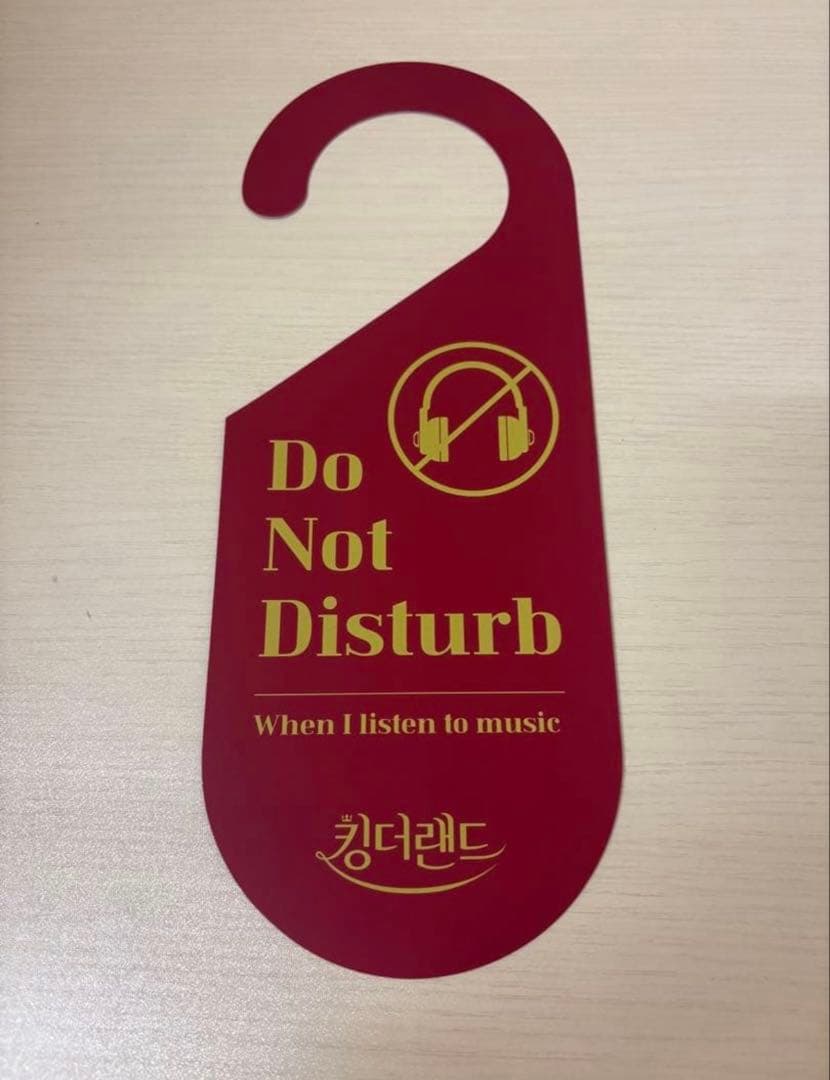 Do
Not
Disturb
When I listen to music
킹더랜드